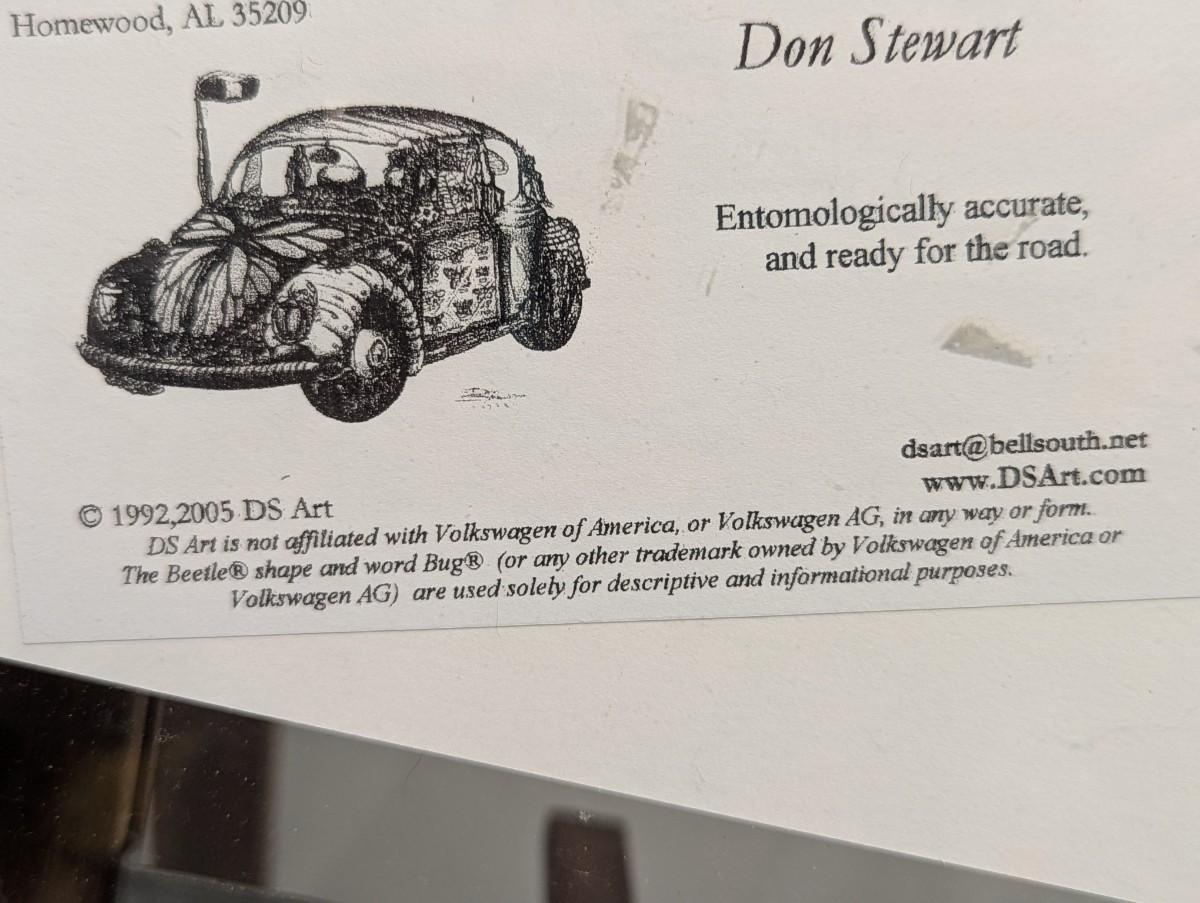 Homewood, AL 35209
Don Stewart
Entomologically accurate,
and ready for the road.
dsart@bellsouth.net
www.DSArt.com
© 1992,2005 DS Art
DS Art is not affiliated with Volkswagen of America, or Volkswagen AG, in any way or form.
The Beetle® shape and word Bug® (or any other trademark owned by Volkswagen of America or
Volkswagen AG) are used solely for descriptive and informational purposes.